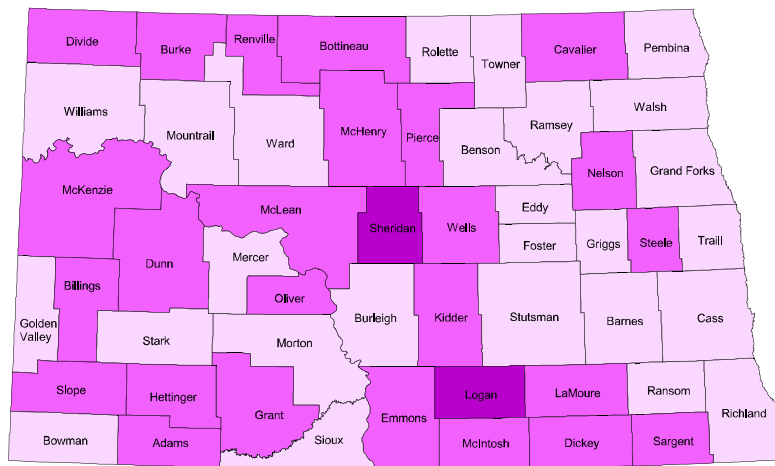 Divide
Burke
Renville
Bottineau
Rolette
Towner
Cavalier
Pembina
Williams
Mountrail
Ward
McHenry
Pierce
Benson
Ramsey
Walsh
McKenzie
McLean
Sheridan
Wells
Eddy
Nelson
Grand Forks
Dunn
Mercer
Foster
Griggs
Steele
Traill
Billings
Oliver
Golden
Valley
Stark
Morton
Burleigh
Kidder
Stutsman
Barnes
Cass
Slope
Hettinger
Grant
Emmons
Logan
LaMoure
Ransom
Richland
Bowman
Adams
Sioux
McIntosh
Dickey
Sargent